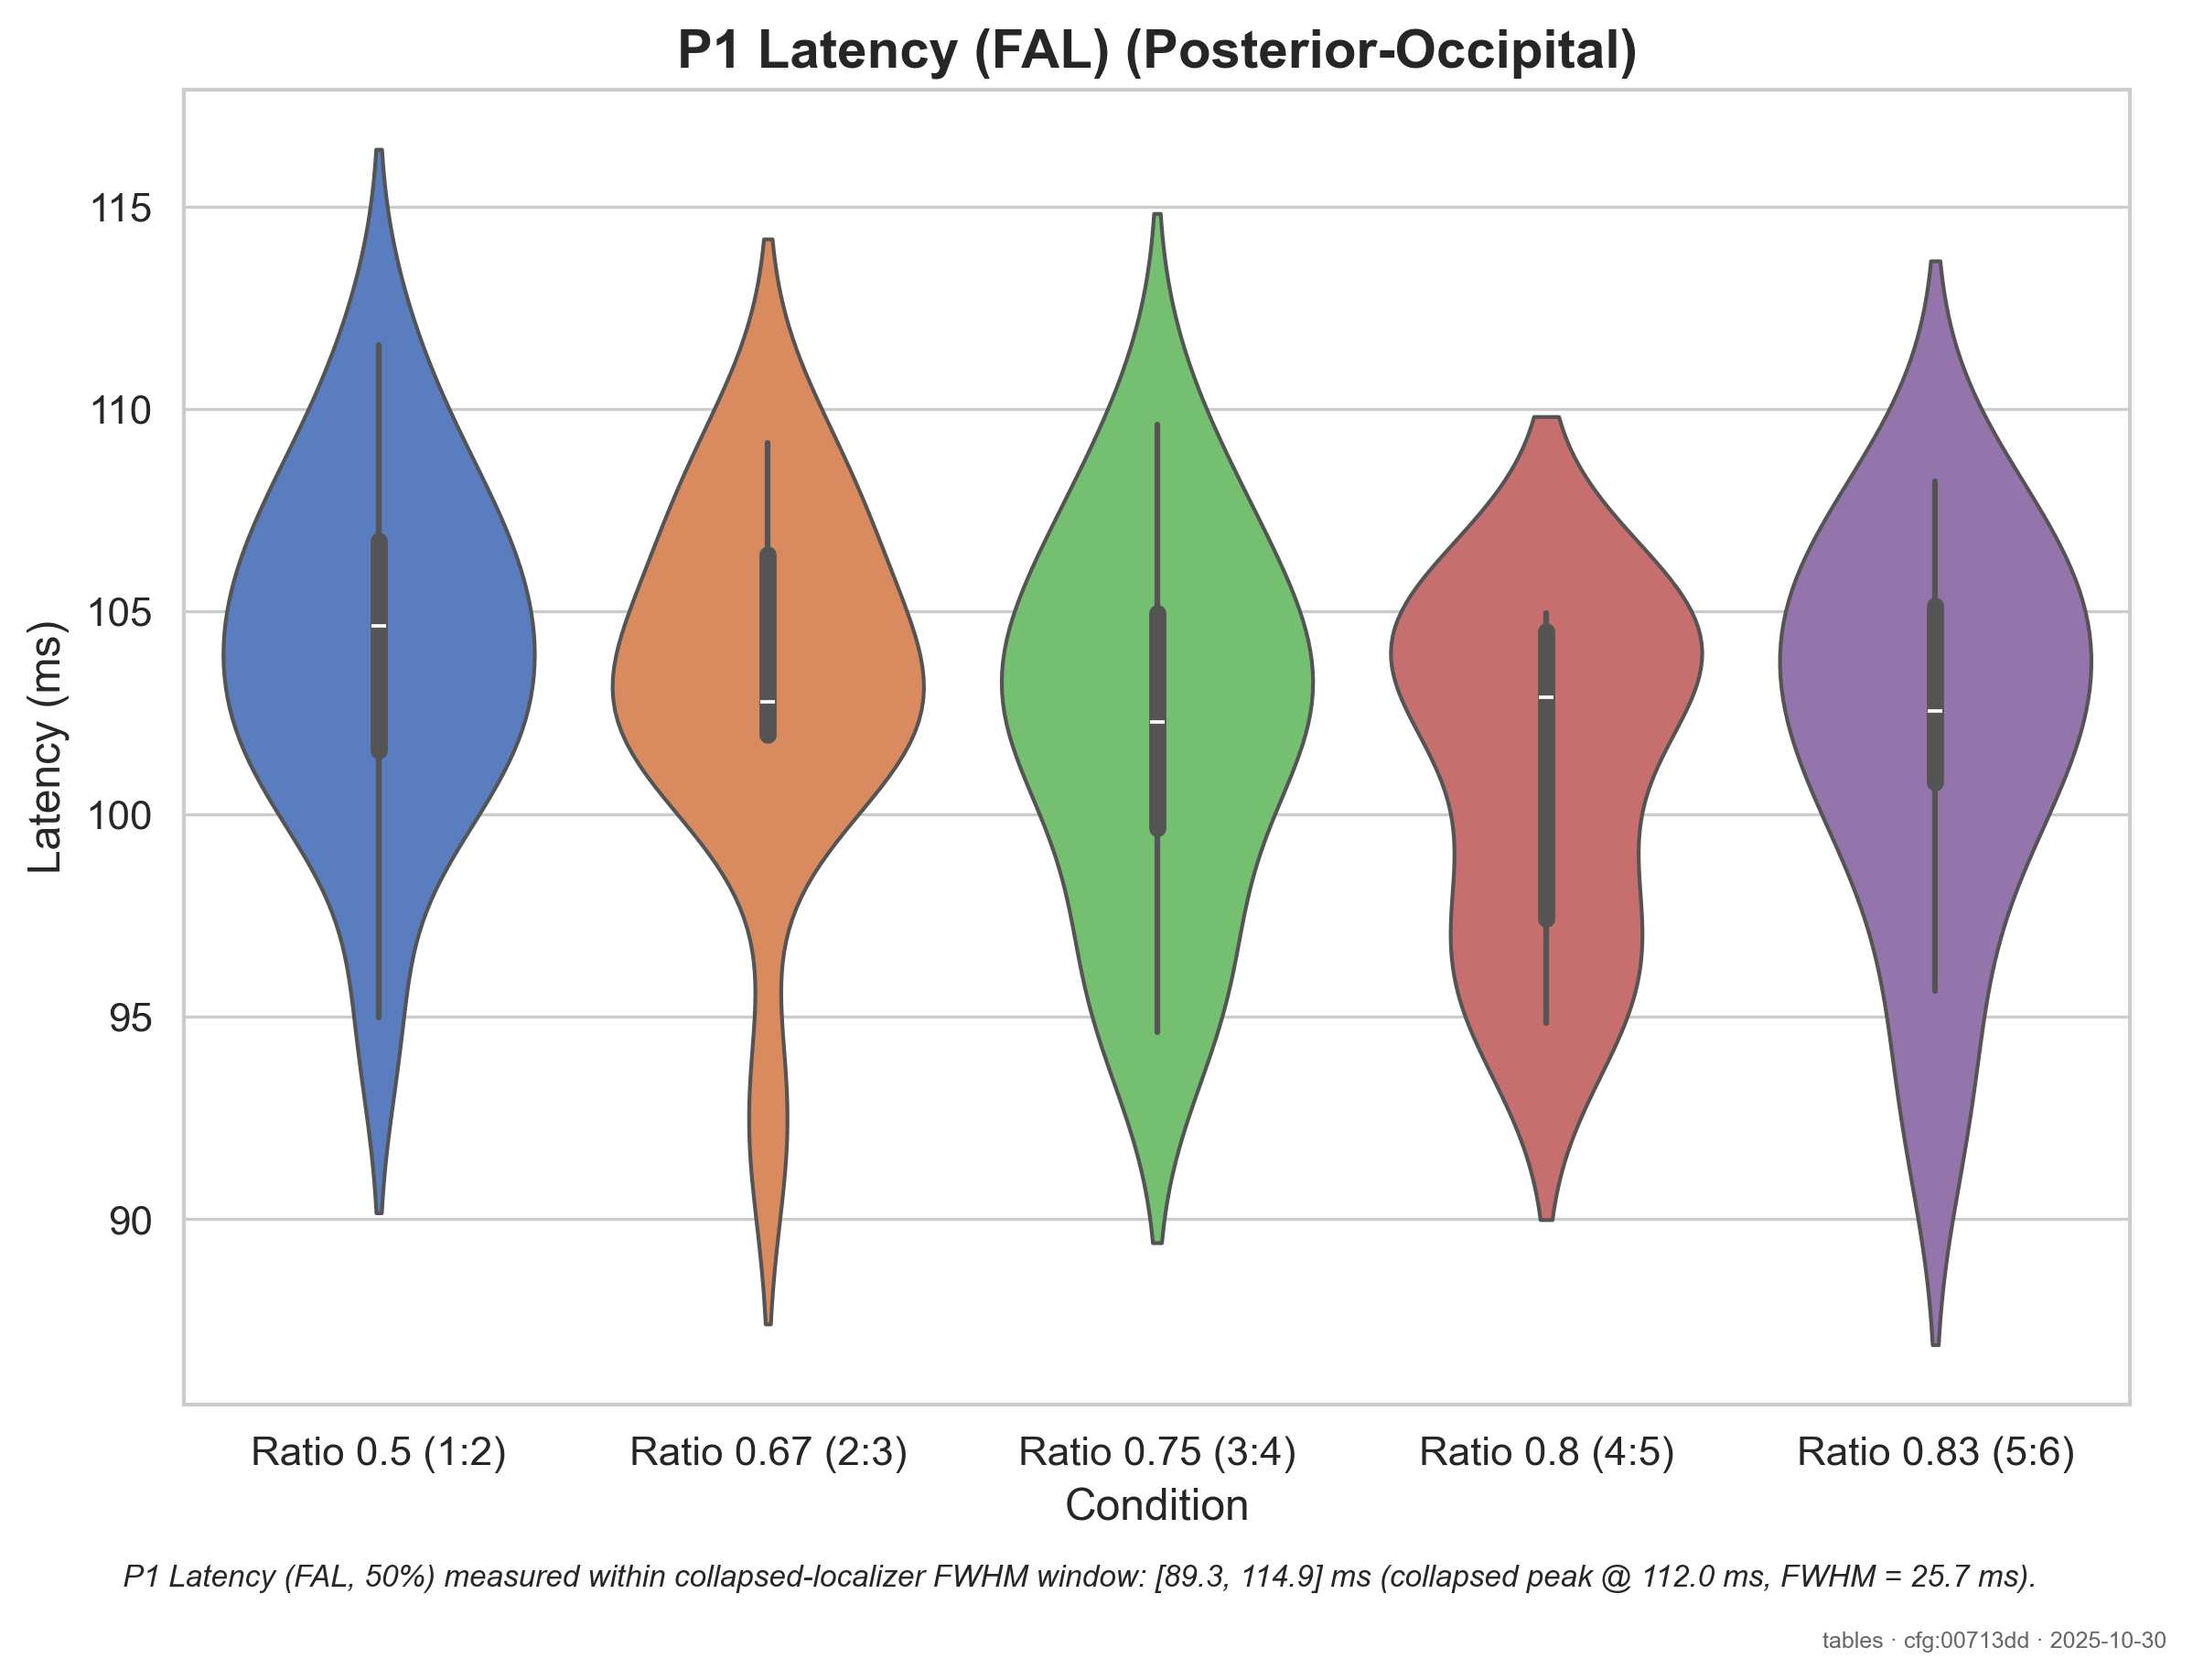 P1 Latency (FAL) (Posterior-Occipital)
Latency (ms)
115
110
105
100
95
90
Ratio 0.5 (1:2)
Ratio 0.67 (2:3)
Ratio 0.75 (3:4)
Ratio 0.8 (4:5)
Ratio 0.83 (5:6)
Condition
P1 Latency (FAL, 50%) measured within collapsed-localizer FWHM window: [89.3, 114.9] ms (collapsed peak @ 112.0 ms, FWHM = 25.7 ms).
tables · cfg:00713dd · 2025-10-30